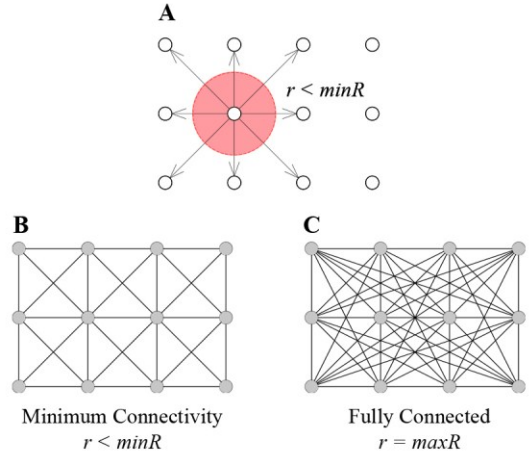 A
r < minR
B
C
Minimum Connectivity
r < minR
Fully Connected
r = maxR